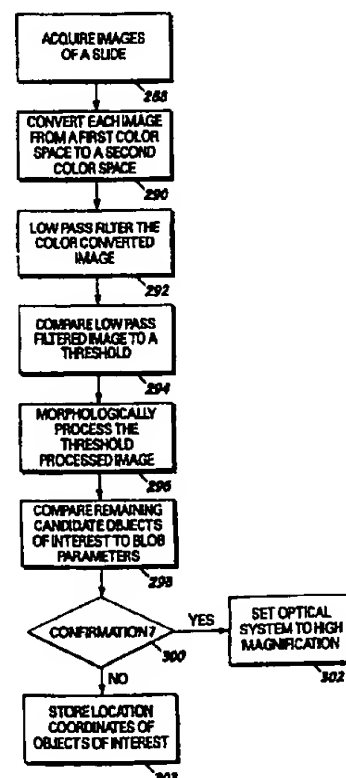 ACQUIRE IMAGES
OF A SLIDE
288
CONVERT EACH IMAGE
FROM A FIRST COLOR
SPACE TO A SECOND
COLOR SPACE
290
LOW PASS FILTER THE
COLOR CONVERTED
IMAGE
292
COMPARE LOW PASS
FILTERED IMAGE TO A
THRESHOLD
294
MORPHOLOGICALLY
PROCESS THE
THRESHOLD
PROCESSED IMAGE
296
COMPARE REMAINING
CANDIDATE OBJECTS
OF INTEREST TO BLOB
PARAMETERS
298
CONFIRMATION ?
300
YES
SET OPTICAL
SYSTEM TO HIGH
MAGNIFICATION
302
NO
STORE LOCATION
COORDINATES OF
OBJECTS OF INTEREST